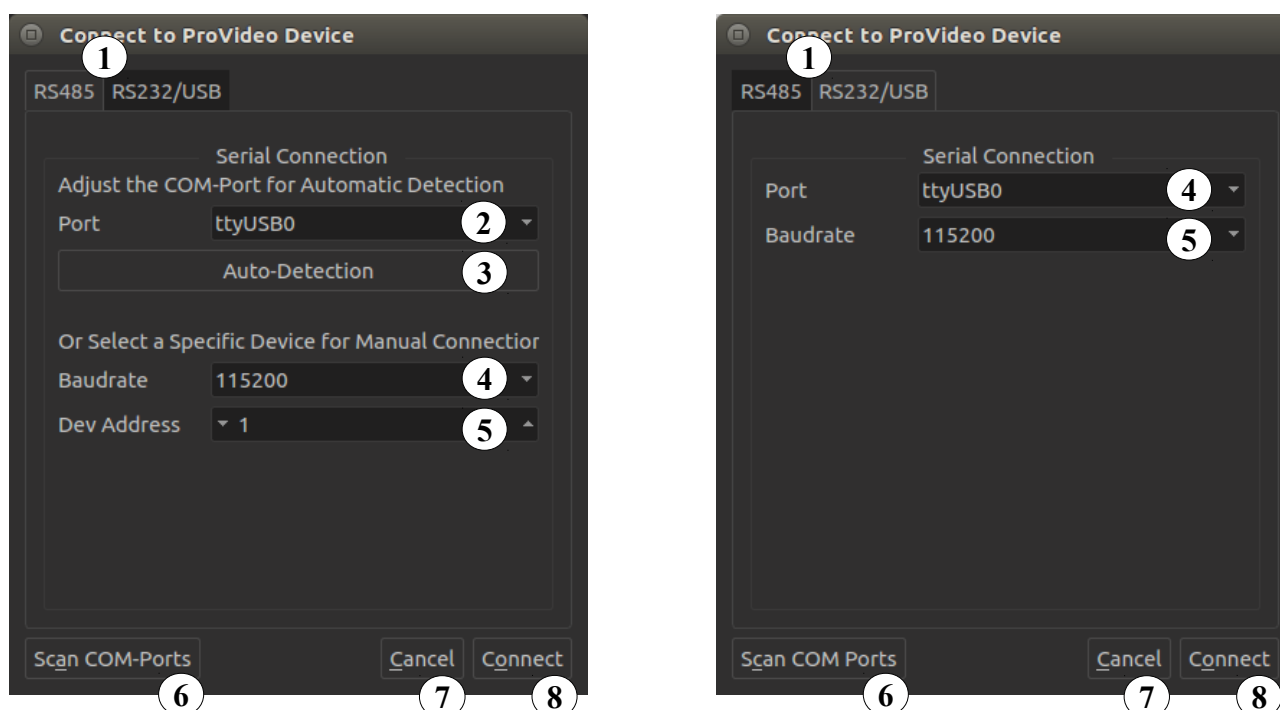 Connect to ProVideo Device
1
RS485 RS232/USB
Serial Connection
Adjust the COM-Port for Automatic Detection
Port ttyUSB0 2
Auto-Detection 3
Or Select a Specific Device for Manual Connection
Baudrate 115200 4
Dev Address 1 5
Scan COM-Ports Cancel Connect
6 7 8
Connect to ProVideo Device
1
RS485 RS232/USB
Serial Connection
Port ttyUSB0 4
Baudrate 115200 5
Scan COM Ports Cancel Connect
6 7 8